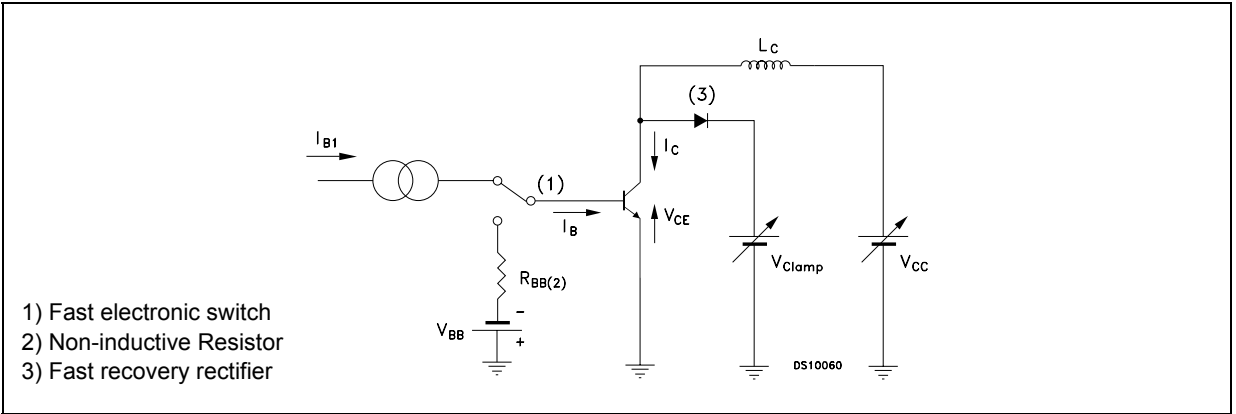 L_C
(3)
I_B1
I_C
(1)
I_B
V_CE
V_Clamp
V_CC
R_BB(2)
−
V_BB
+
DS10060
1) Fast electronic switch
2) Non-inductive Resistor
3) Fast recovery rectifier